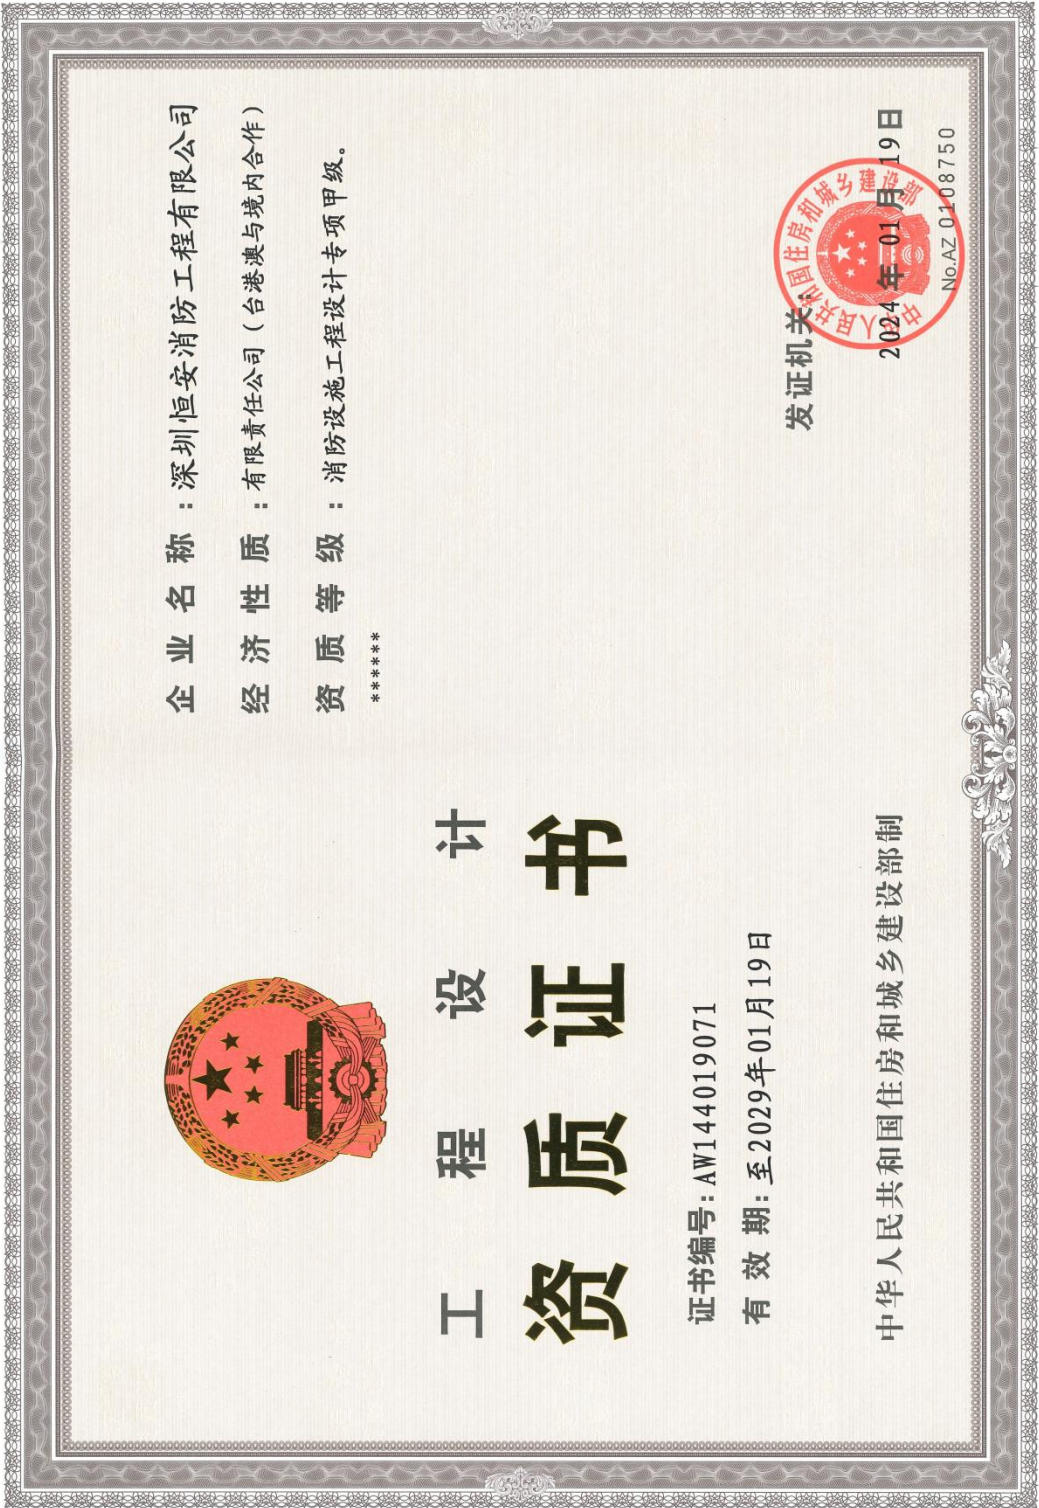 工程设计
资质证书
证书编号：AW144019071
有效期：至2029年01月19日
中华人民共和国住房和城乡建设部制
企业名称：深圳恒安消防工程有限公司
经济性质：有限责任公司（台港澳与境内合作）
资质等级：消防设施工程设计专项甲级。
******
发证机关：
中华人民共和国住房和城乡建设部
2024年01月19日
No.AZ 0108750